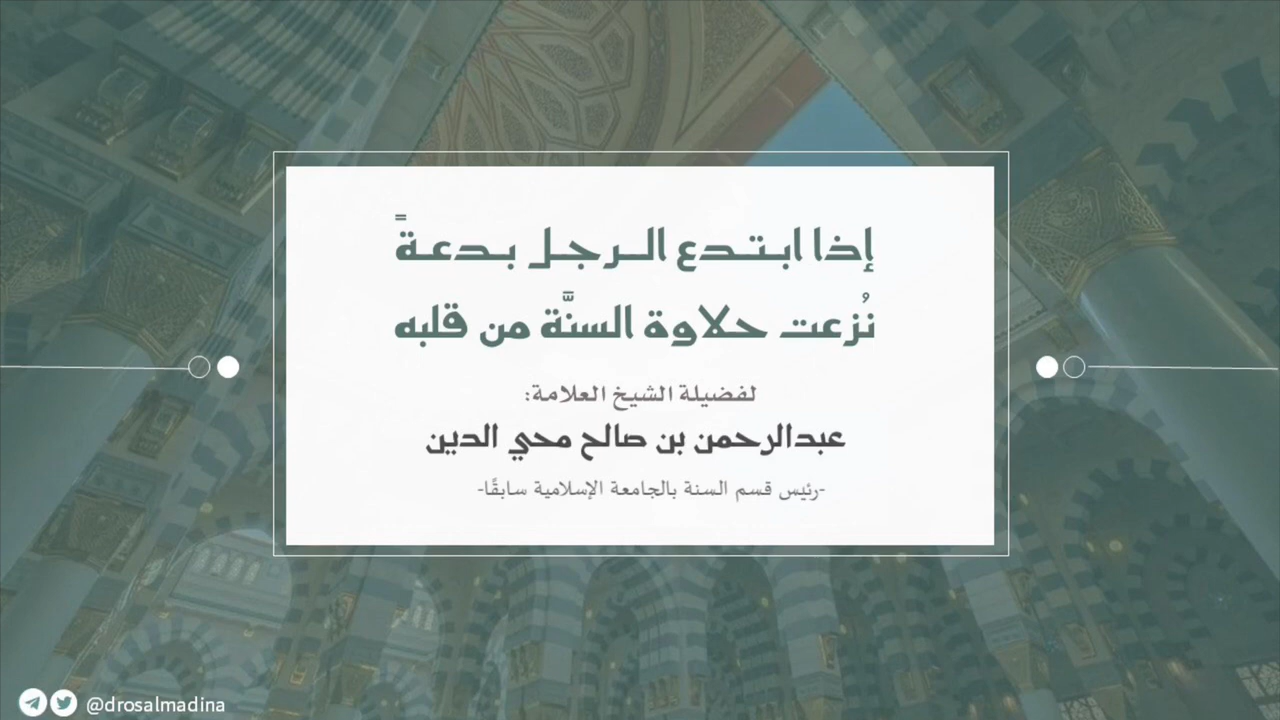 إذا ابتدع الرجل بدعةً
نُزعت حلاوة السنَّة من قلبه
لفضيلة الشيخ العلامة:
عبدالرحمن بن صالح محي الدين
-رئيس قسم السنة بالجامعة الإسلامية سابقًا-
@drosalmadina